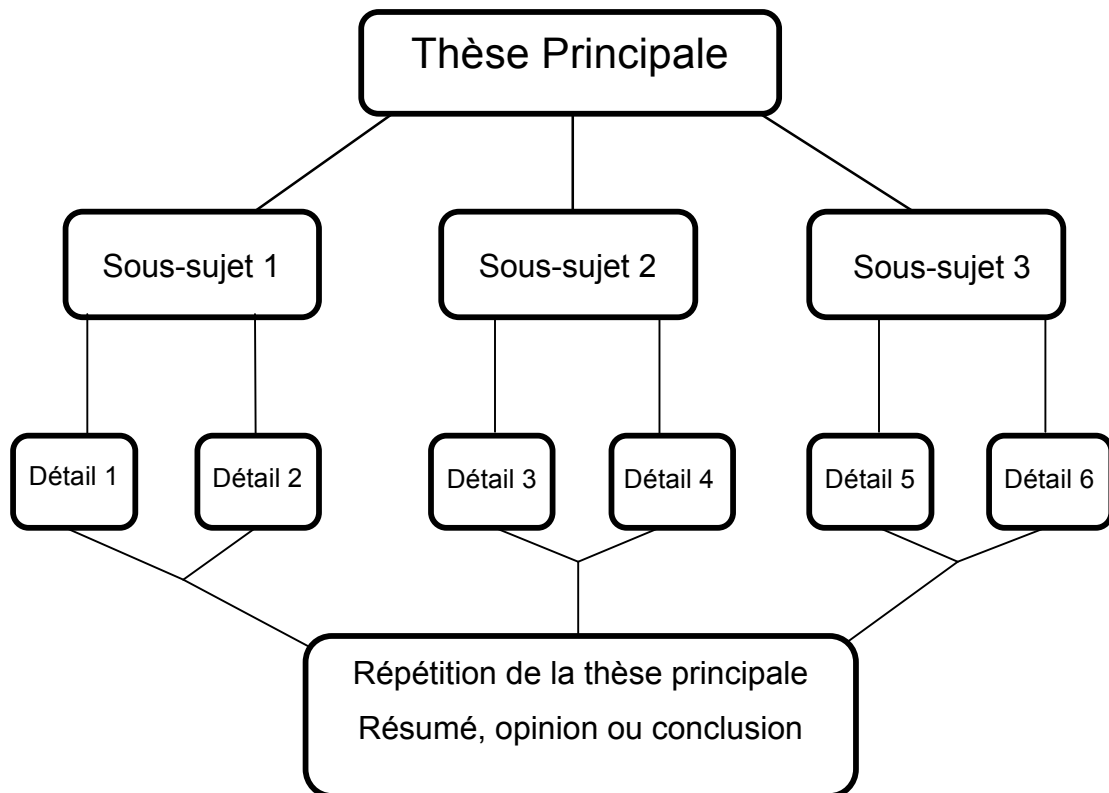 Thèse Principale
Sous-sujet 1
Sous-sujet 2
Sous-sujet 3
Détail 1
Détail 2
Détail 3
Détail 4
Détail 5
Détail 6
Répétition de la thèse principale
Résumé, opinion ou conclusion